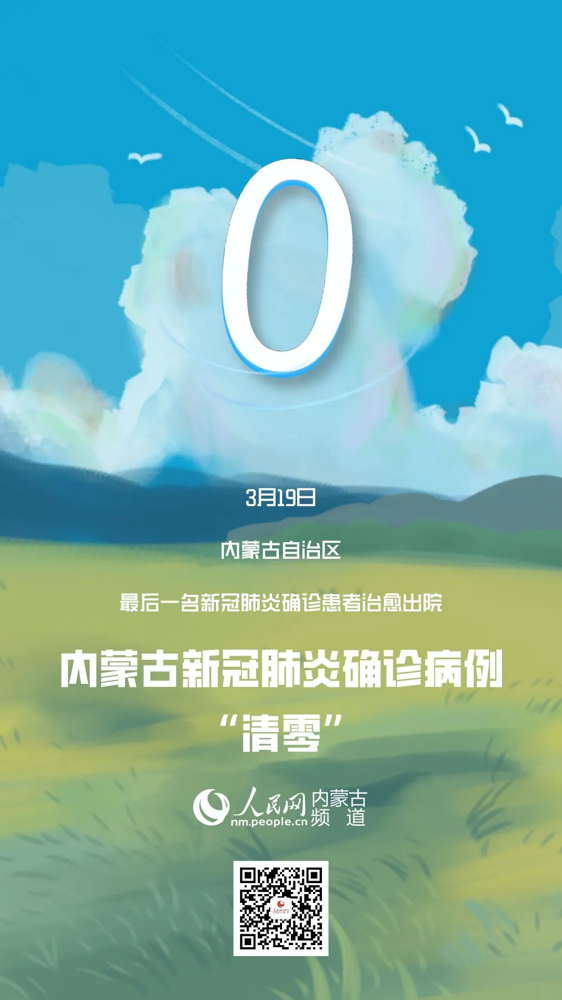 0
3月19日
内蒙古自治区
最后一名新冠肺炎确诊患者治愈出院
内蒙古新冠肺炎确诊病例
“清零”
人民网 内蒙古
nm.people.cn 频道